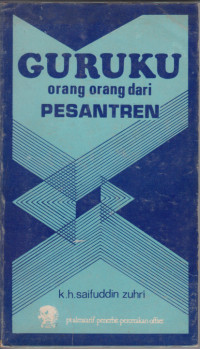 GURUKU
orang orang dari
PESANTREN
k.h.saifuddin zuhri